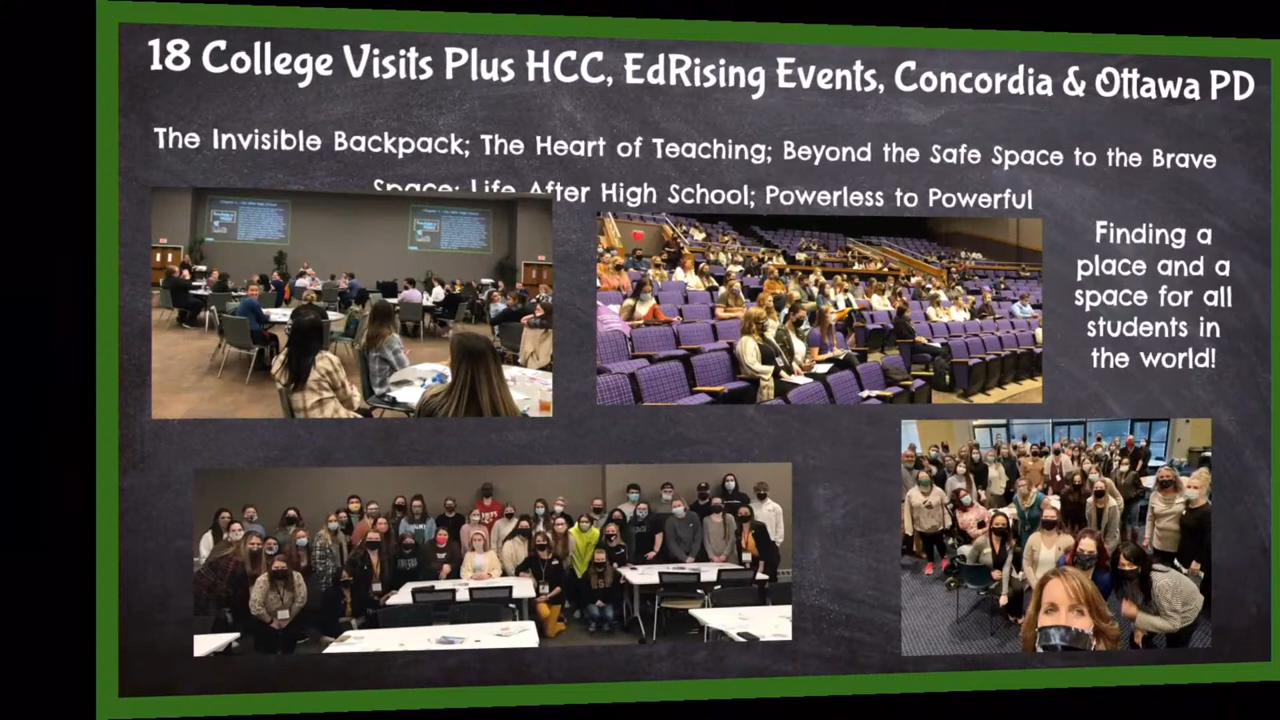 18 College Visits Plus HCC, EdRising Events, Concordia & Ottawa PD
The Invisible Backpack; The Heart of Teaching; Beyond the Safe Space to the Brave
Space; Life After High School; Powerless to Powerful
Finding a
place and a
space for all
students in
the world!